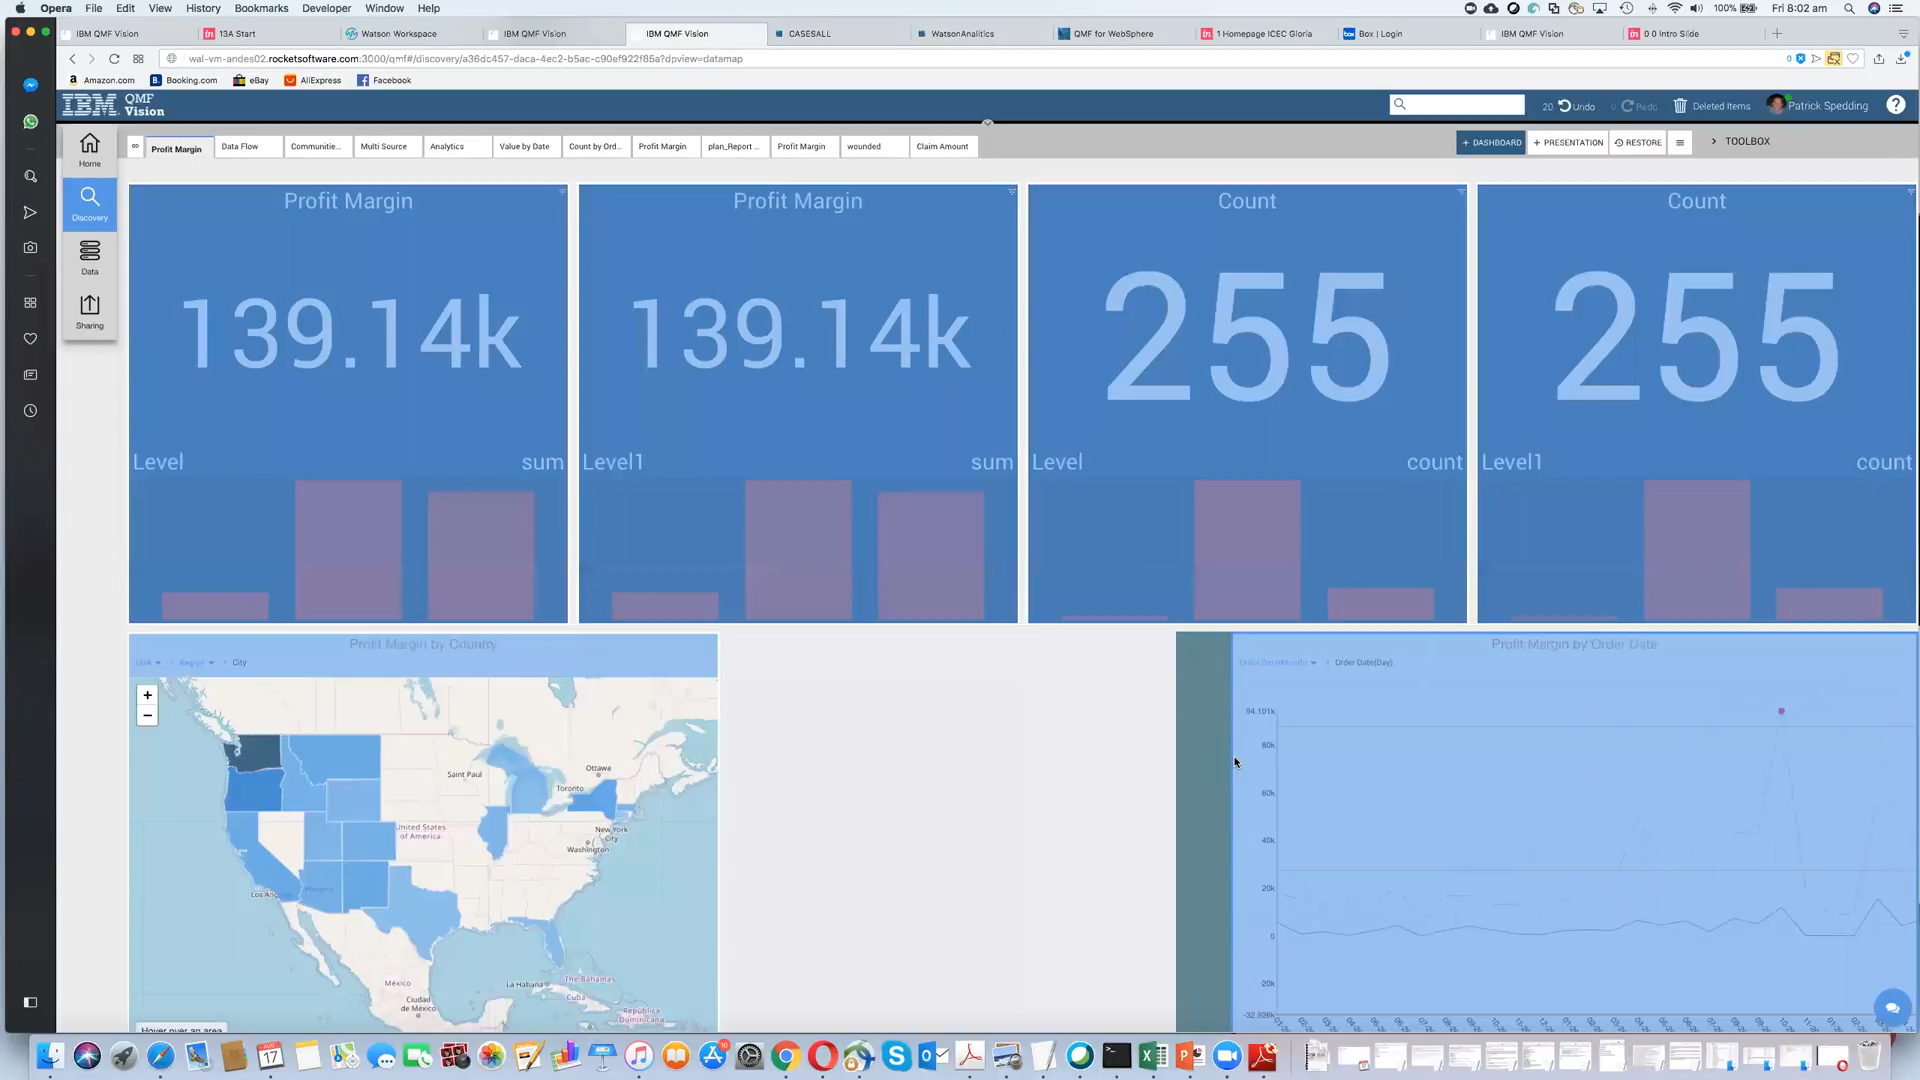 Opera File Edit View History Bookmarks Developer Window Help 100% Fri 8:02 am
IBM QMF Vision 13A Start Watson Workspace IBM QMF Vision IBM QMF Vision CASESALL WatsonAnalitics QMF for WebSphere 1 Homepage ICEC Gloria Box | Login IBM QMF Vision 0 0 Intro Slide
wal-vm-andes02.rocketsoftware.com:3000/qmf#/discovery/a36dc457-daca-4ec2-b5ac-c90ef922f85a?dpview=datamap 0
Amazon.com Booking.com eBay AliExpress Facebook
IBM QMF Vision 20 Undo 0 Redo Deleted Items Patrick Spedding ?
Home
Discovery
Data
Sharing
Profit Margin Data Flow Communitie... Multi Source Analytics Value by Date Count by Ord... Profit Margin plan_Report ... Profit Margin wounded Claim Amount + DASHBOARD + PRESENTATION RESTORE TOOLBOX
Profit Margin Profit Margin Count Count
139.14k 139.14k 255 255
Level sum Level1 sum Level count Level1 count
Profit Margin by Country
USA Region City
+
−
Saint Paul
Ottawa
Toronto
United States of America
New York City
Washington
Los Ang
Phoenix
México
Ciudad de México
La Habana
The Bahamas
Cuba
República Dominicana
Hover over an area
Profit Margin by Order Date
Order Date(Month) Order Date(Day)
94.101k
80k
60k
40k
20k
0
-20k
-32.926k
AUG
17
10